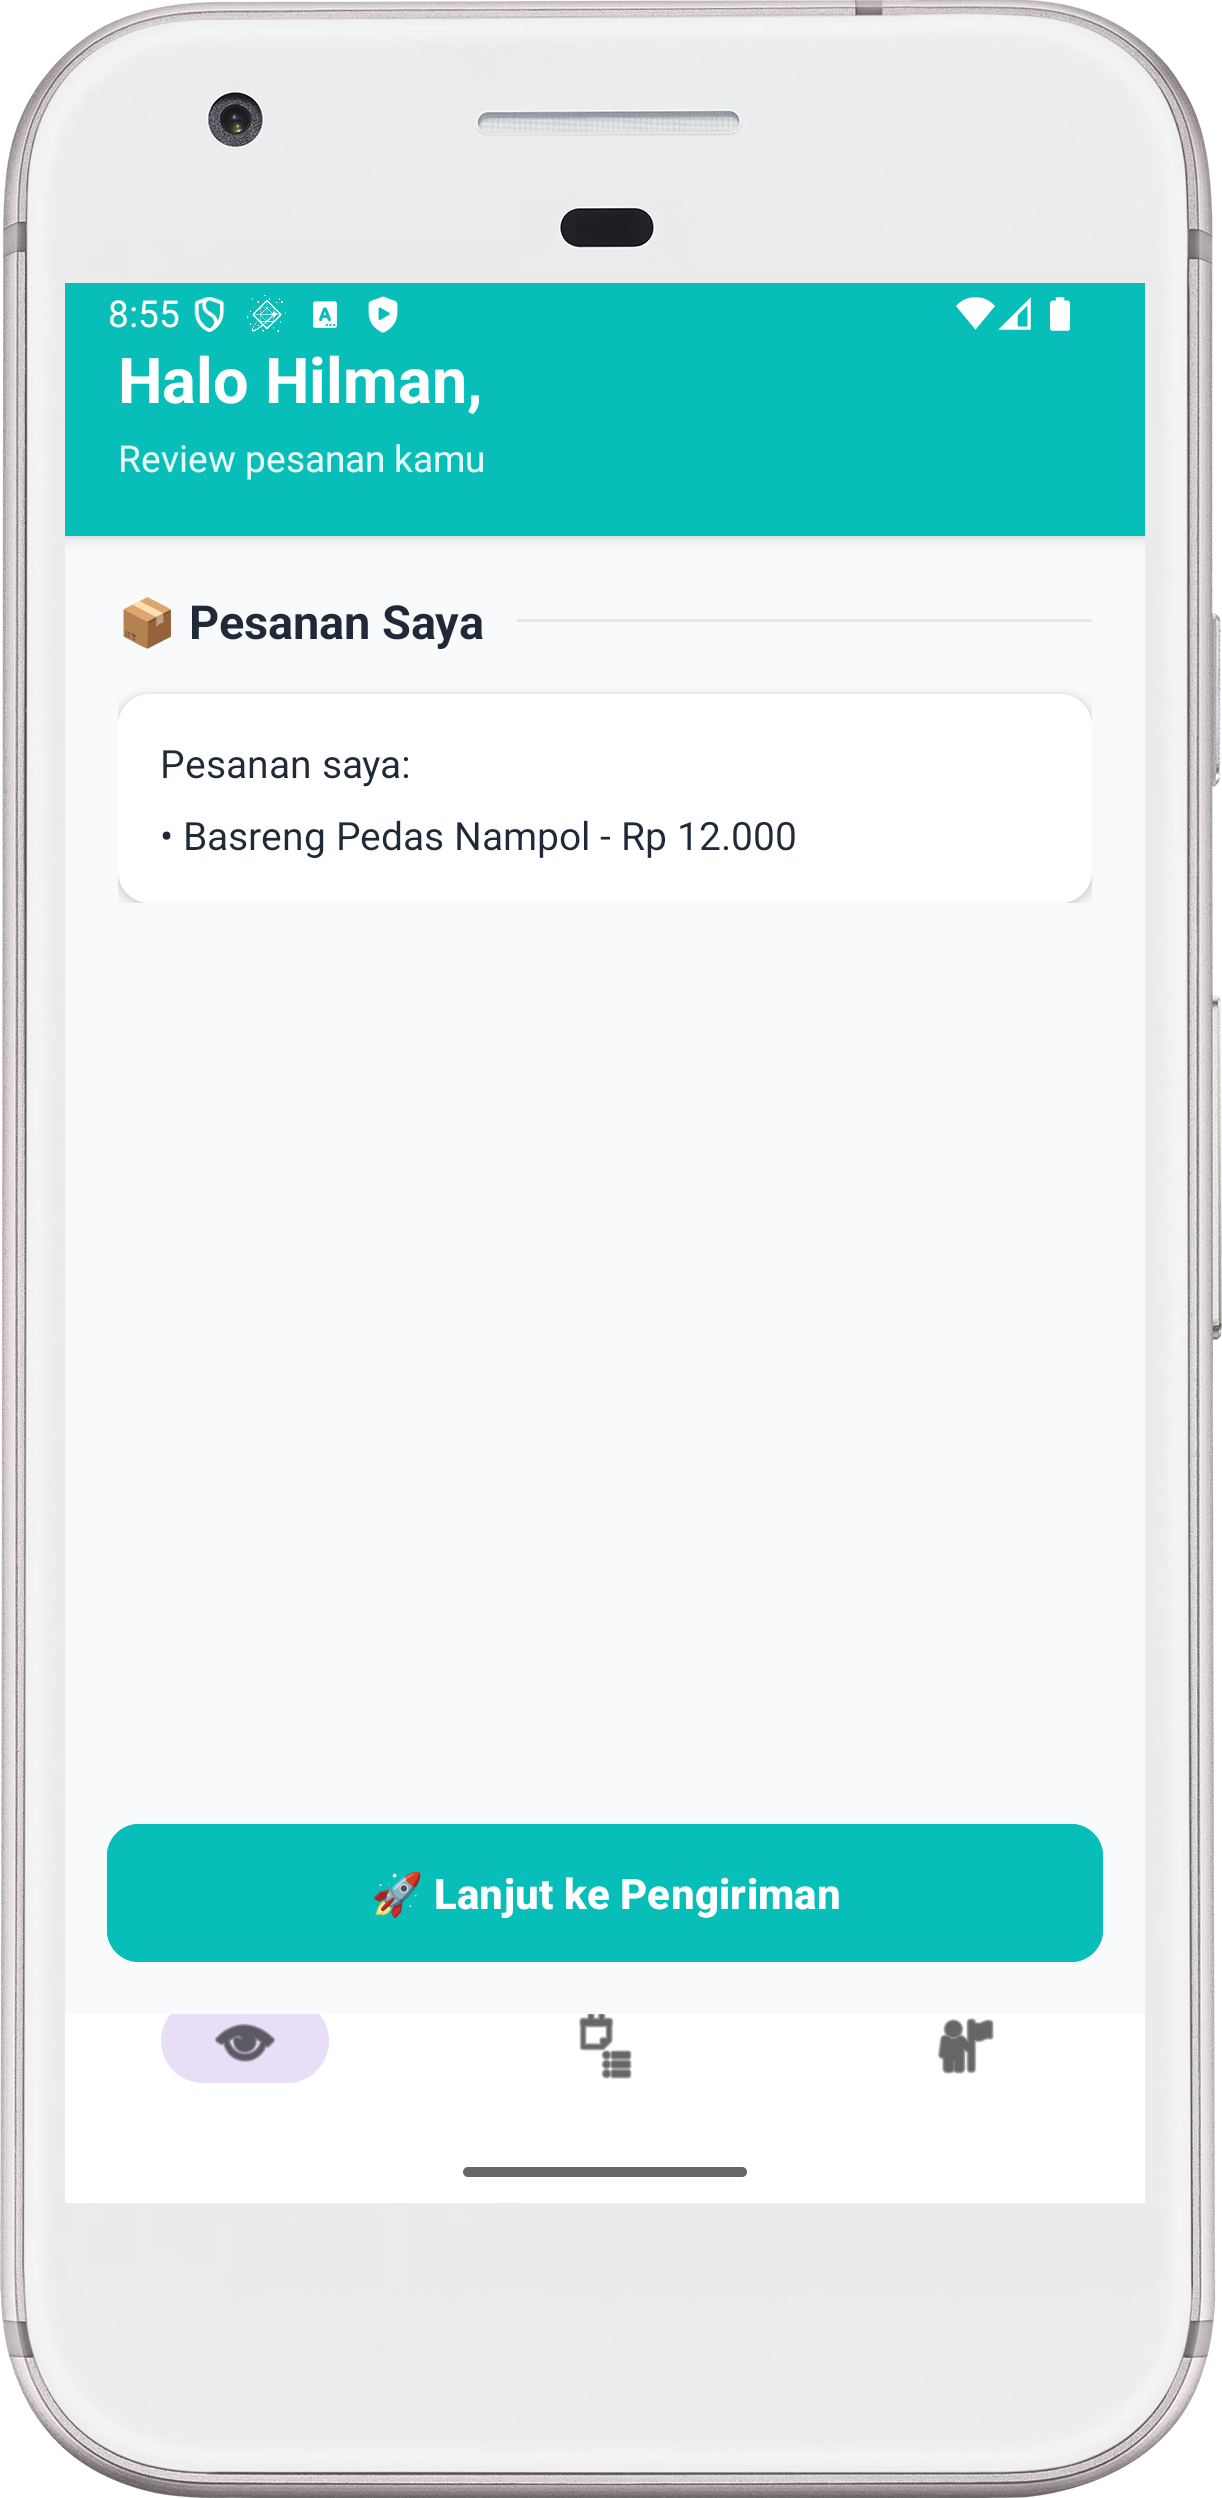 8:55
Halo Hilman,
Review pesanan kamu
📦 Pesanan Saya
Pesanan saya:
• Basreng Pedas Nampol - Rp 12.000
🚀 Lanjut ke Pengiriman